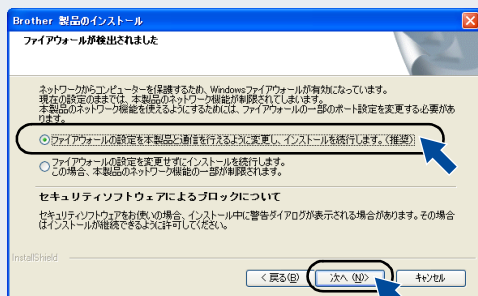 Brother 製品のインストール
ファイアウォールが検出されました
ネットワークからコンピューターを保護するため、Windowsファイアウォールが有効になっています。
現在の設定のままでは、本製品のネットワーク機能が制限されてしまいます。
本製品のネットワーク機能を使えるようにするためには、ファイアウォールの一部のポート設定を変更する必要があ
ります。
ファイアウォールの設定を本製品と通信を行えるように変更し、インストールを続行します。（推奨）
ファイアウォールの設定を変更せずにインストールを続行します。
この場合、本製品のネットワーク機能の一部が制限されます。
セキュリティソフトウェアによるブロックについて
セキュリティソフトウェアをお使いの場合、インストール中に警告ダイアログが表示される場合があります。その場合
はインストールが継続できるように許可してください。
InstallShield
< 戻る(B)
次へ (N)>
キャンセル